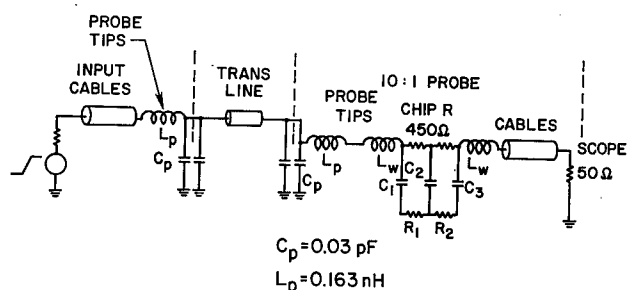 PROBE
TIPS
INPUT
CABLES
TRANS
LINE
PROBE
TIPS
10:1 PROBE
CHIP R
450Ω
CABLES
SCOPE
50Ω
Lp
Cp
Cp
Lp
Lw
C1
C2
C3
Lw
R1
R2
Cp=0.03 pF
Lp=0.163 nH